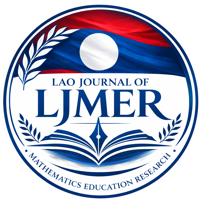 LAO JOURNAL OF
LJMER
• MATHEMATICS EDUCATION RESEARCH •